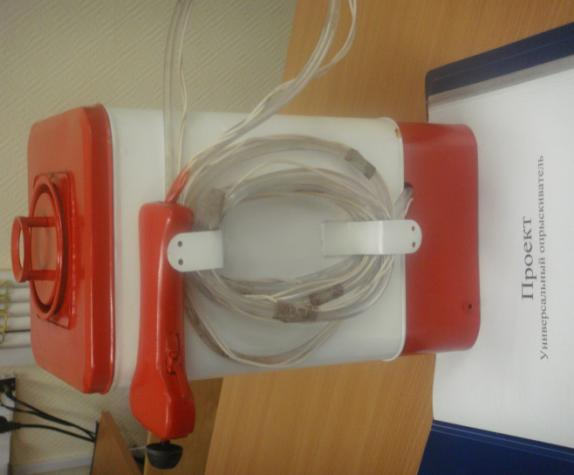 Проект
Универсальный опрыскиватель